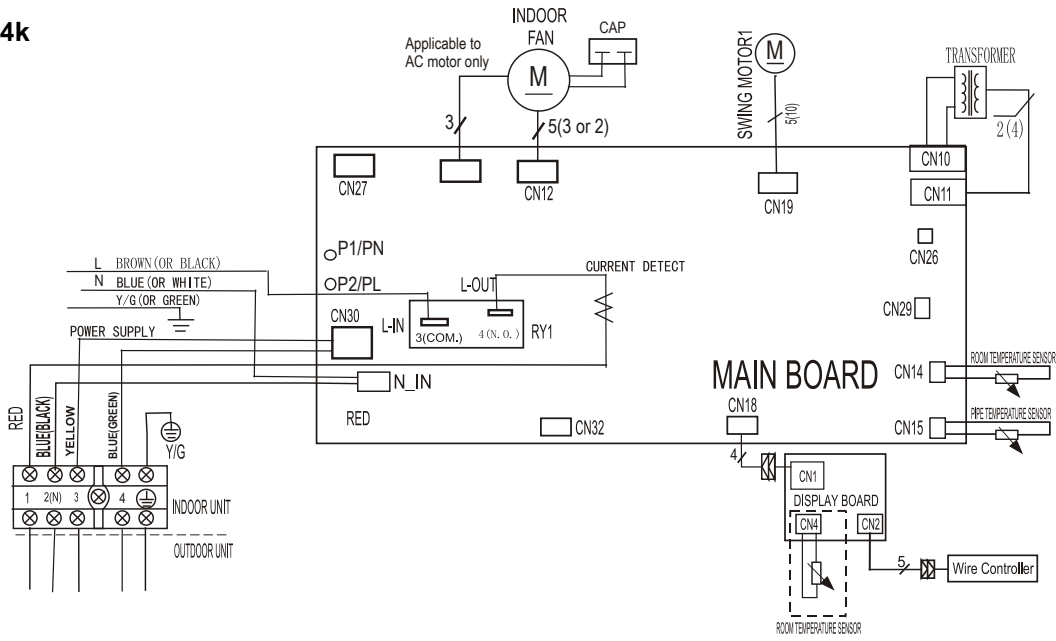 4k
INDOOR
FAN
CAP
Applicable to
AC motor only
M
3
5(3 or 2)
SWING MOTOR1
M
5(10)
TRANSFORMER
2(4)
CN27
CN12
CN19
CN10
CN11
CN26
CN29
P1/PN
P2/PL
L BROWN(OR BLACK)
N BLUE(OR WHITE)
Y/G(OR GREEN)
POWER SUPPLY
CN30
L-IN
L-OUT
3(COM.)
4(N.O.)
RY1
CURRENT DETECT
N_IN
RED
MAIN BOARD
CN14
ROOM TEMPERATURE SENSOR
CN15
PIPE TEMPERATURE SENSOR
CN32
CN18
4
RED
BLUE(BLACK)
YELLOW
BLUE(GREEN)
Y/G
1 2(N) 3 4
INDOOR UNIT
OUTDOOR UNIT
CN1
DISPLAY BOARD
CN4
CN2
5
Wire Controller
ROOM TEMPERATURE SENSOR